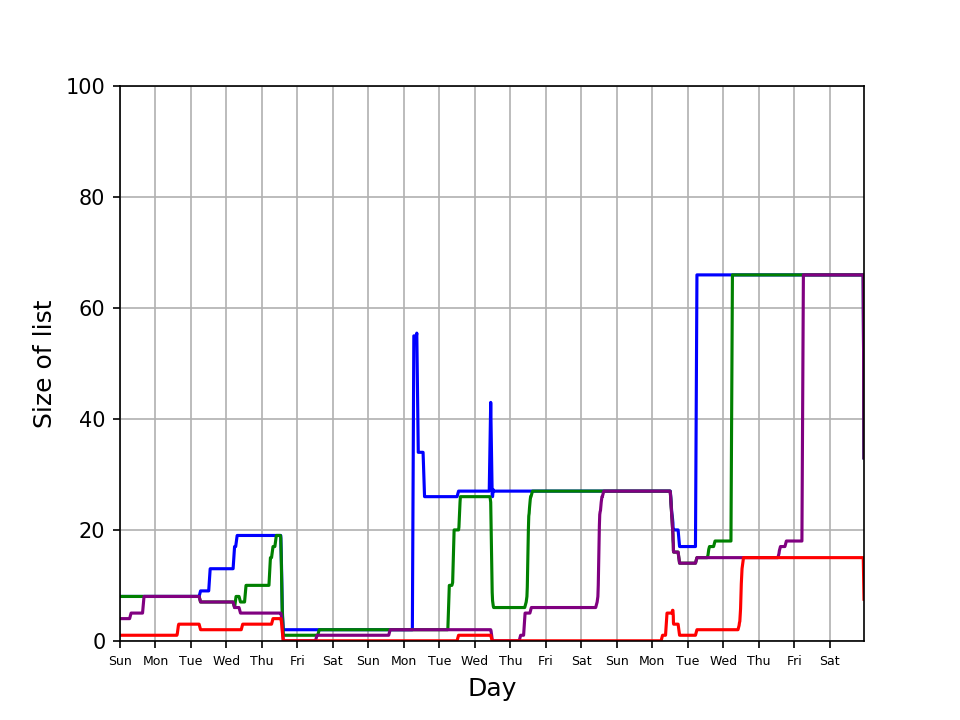 100
80
60
40
20
0
Size of list
Sun Mon Tue Wed Thu Fri Sat Sun Mon Tue Wed Thu Fri Sat Sun Mon Tue Wed Thu Fri Sat
Day